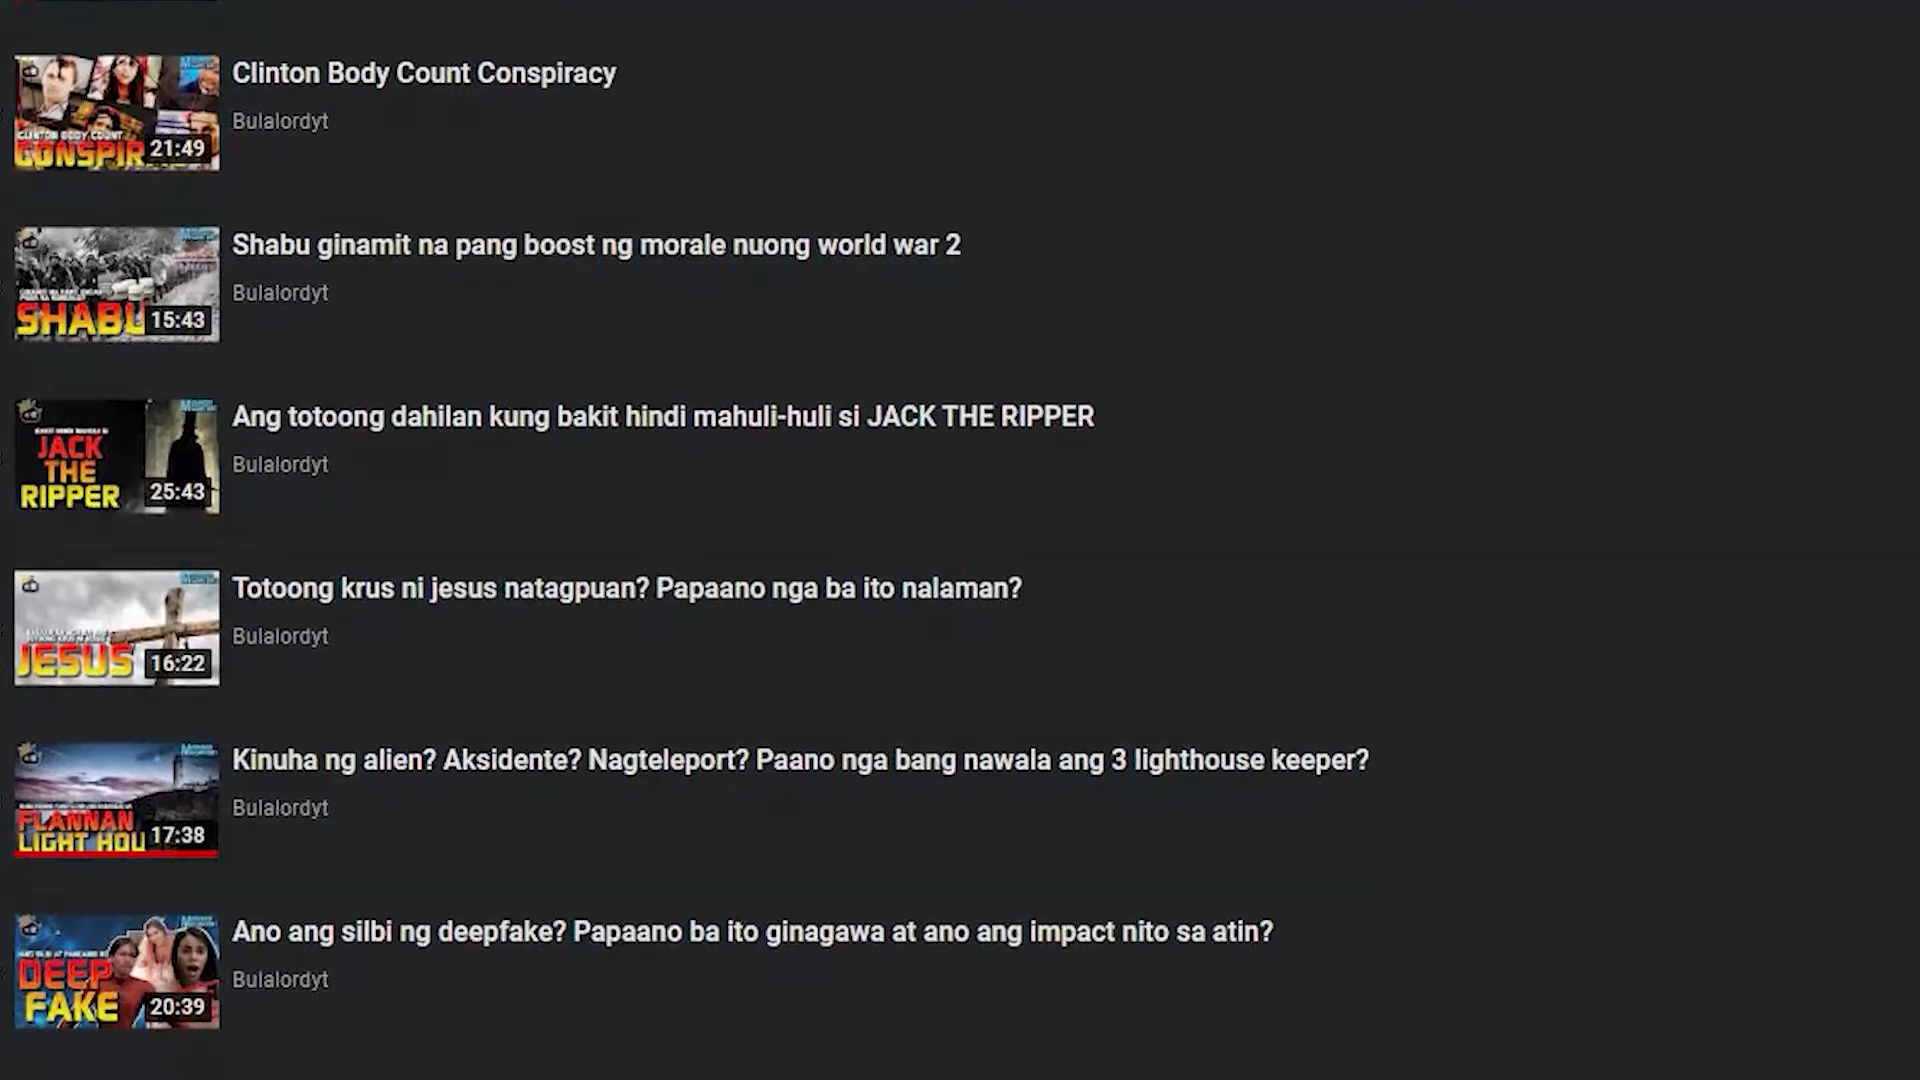 Clinton Body Count Conspiracy
Bulalordyt
CLINTON BODY COUNT
CONSPIR
21:49
Shabu ginamit na pang boost ng morale nuong world war 2
Bulalordyt
SHABU
15:43
Ang totoong dahilan kung bakit hindi mahuli-huli si JACK THE RIPPER
Bulalordyt
JACK
THE
RIPPER
25:43
Totoong krus ni jesus natagpuan? Papaano nga ba ito nalaman?
Bulalordyt
JESUS
16:22
Kinuha ng alien? Aksidente? Nagteleport? Paano nga bang nawala ang 3 lighthouse keeper?
Bulalordyt
FLANNAN
LIGHT HOU
17:38
Ano ang silbi ng deepfake? Papaano ba ito ginagawa at ano ang impact nito sa atin?
Bulalordyt
DEEP
FAKE
20:39